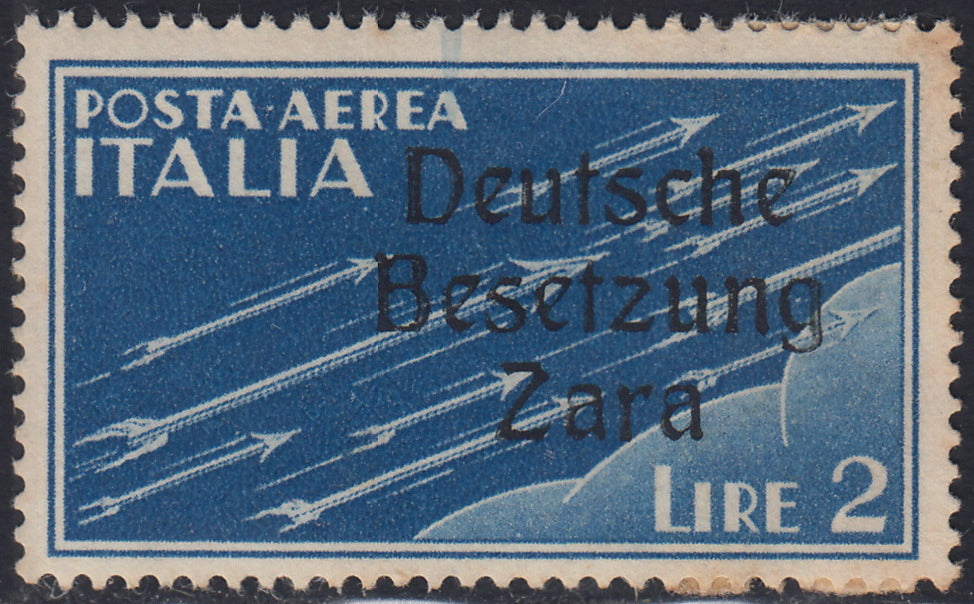 POSTA-AEREA
ITALIA
Deutsche
Besetzung
Zara
LIRE 2